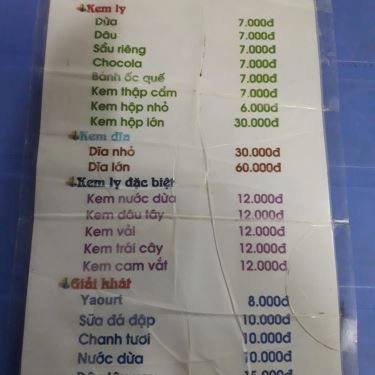 Kem ly
Dừa 7.000đ
Dâu 7.000đ
Sầu riêng 7.000đ
Chocola 7.000đ
Bánh ốc quế 7.000đ
Kem thập cẩm 7.000đ
Kem hộp nhỏ 6.000đ
Kem hộp lớn 30.000đ
Kem dĩa
Dĩa nhỏ 30.000đ
Dĩa lớn 60.000đ
Kem ly đặc biệt
Kem nước dừa 12.000đ
Kem dâu tây 12.000đ
Kem vải 12.000đ
Kem trái cây 12.000đ
Kem cam vắt 12.000đ
Giải khát
Yaourt 8.000đ
Sữa đá đập 10.000đ
Chanh tươi 10.000đ
Nước dừa 10.000đ
15.000đ